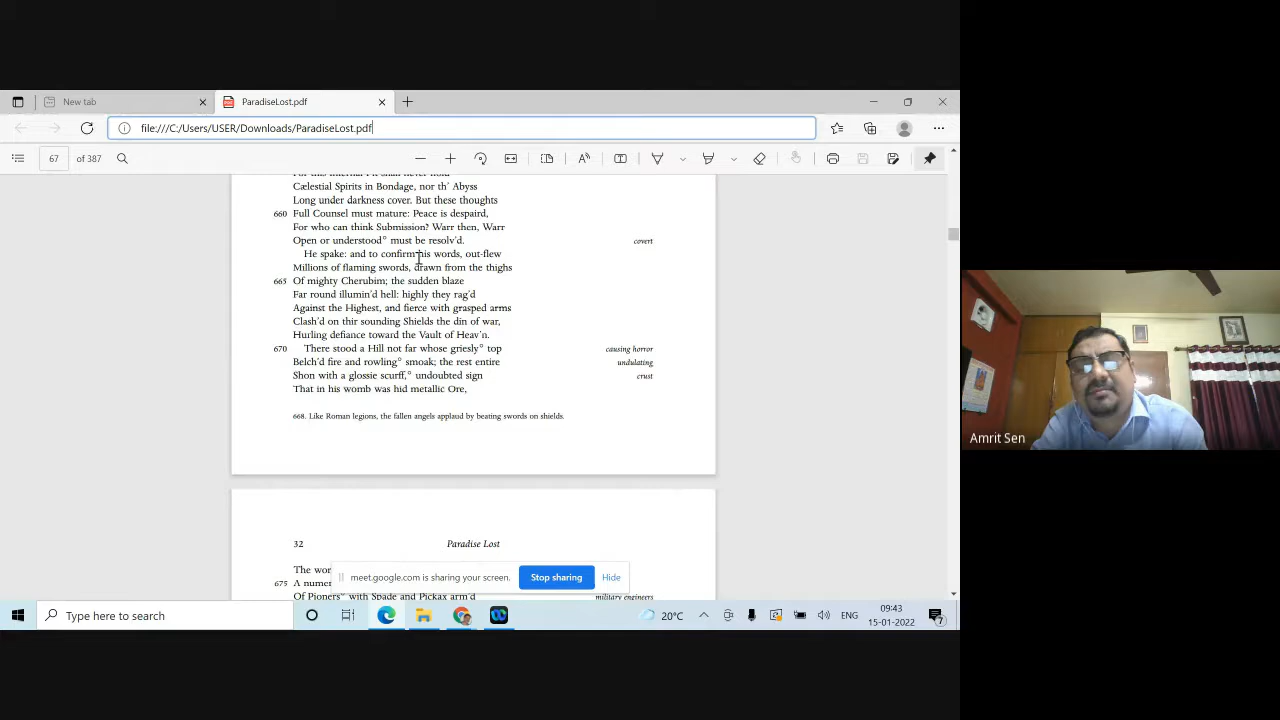 New tab
ParadiseLost.pdf
file:///C:/Users/USER/Downloads/ParadiseLost.pdf
67 of 387
Cælestial Spirits in Bondage, nor th' Abyss
Long under darkness cover. But these thoughts
660 Full Counsel must mature: Peace is despaird,
For who can think Submission? Warr then, Warr
Open or understood° must be resolv'd. covert
He spake: and to confirm his words, out-flew
Millions of flaming swords, drawn from the thighs
665 Of mighty Cherubim; the sudden blaze
Far round illumin'd hell: highly they rag'd
Against the Highest, and fierce with grasped arms
Clash'd on thir sounding Shields the din of war,
Hurling defiance toward the Vault of Heav'n.
670 There stood a Hill not far whose griesly° top causing horror
Belch'd fire and rowling° smoak; the rest entire undulating
Shon with a glossie scurff,° undoubted sign crust
That in his womb was hid metallic Ore,
668. Like Roman legions, the fallen angels applaud by beating swords on shields.
32 Paradise Lost
The
675 A
Of Pioners° with Spade and Pickax arm'd military engineers
meet.google.com is sharing your screen. Stop sharing Hide
Type here to search
20°C
ENG
09:43
15-01-2022
7
Amrit Sen